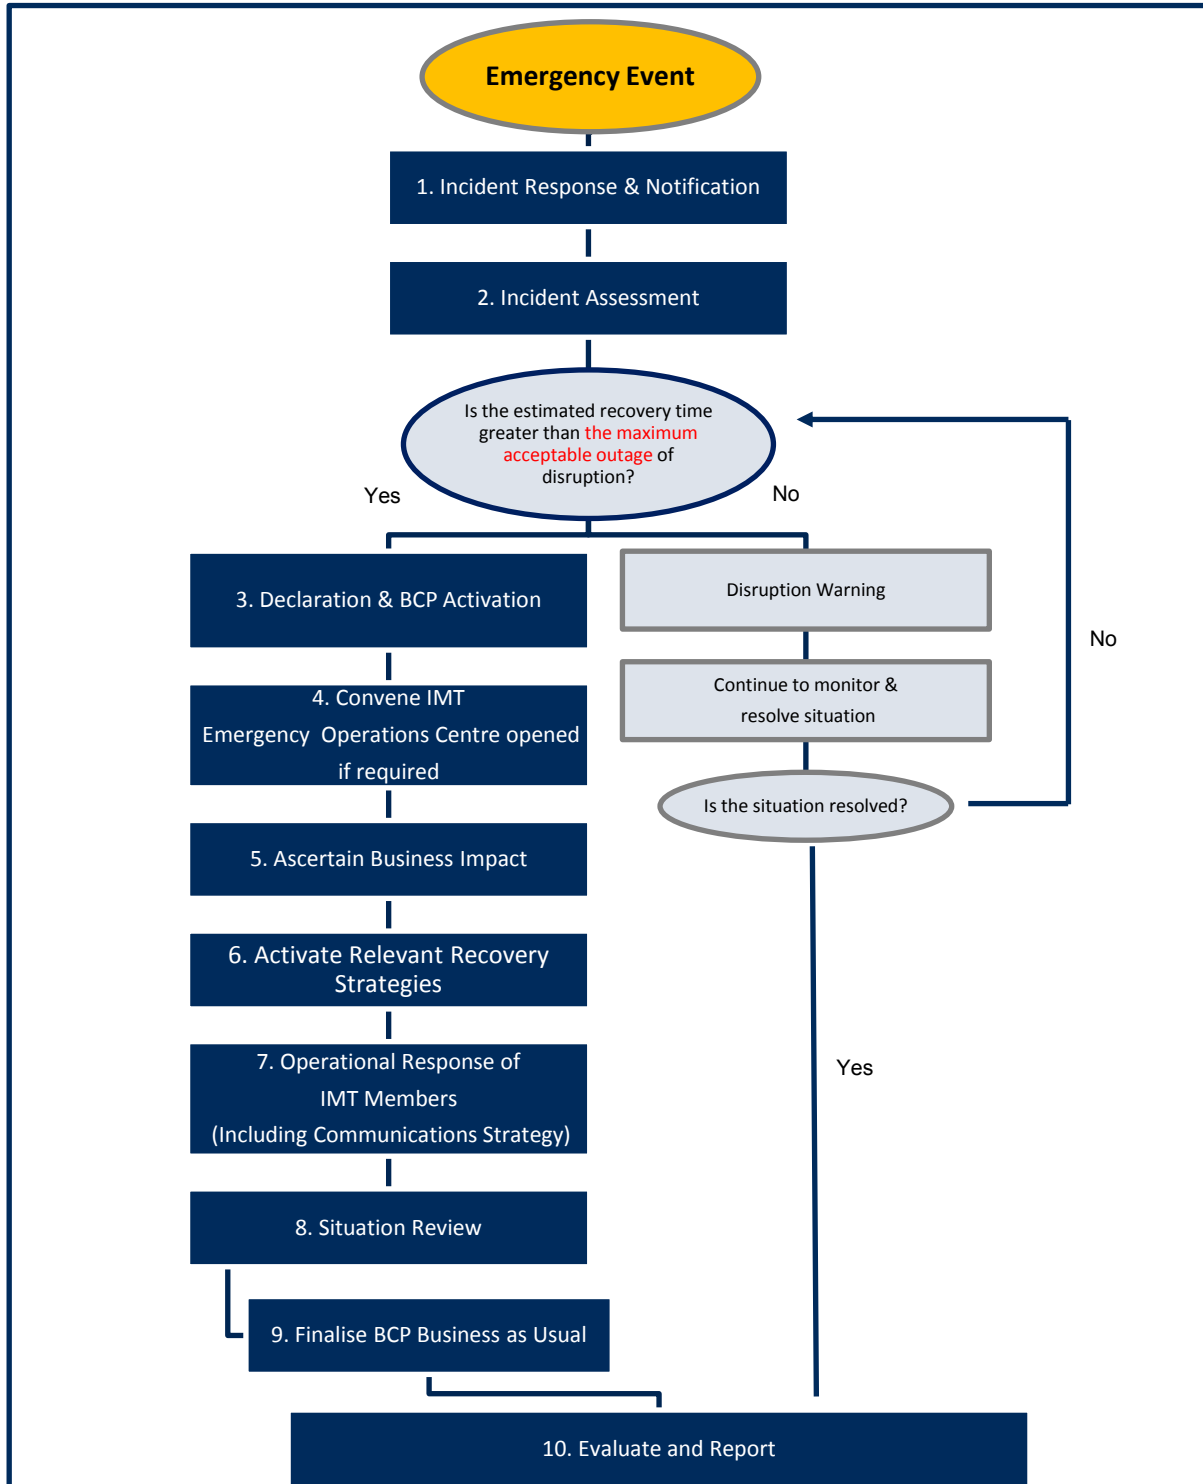 Emergency Event
1. Incident Response & Notification
2. Incident Assessment
Is the estimated recovery time
greater than the maximum
acceptable outage of
disruption?
Yes
No
3. Declaration & BCP Activation
Disruption Warning
No
4. Convene IMT
Emergency Operations Centre opened
if required
Continue to monitor &
resolve situation
Is the situation resolved?
5. Ascertain Business Impact
6. Activate Relevant Recovery
Strategies
7. Operational Response of
IMT Members
(Including Communications Strategy)
Yes
8. Situation Review
9. Finalise BCP Business as Usual
10. Evaluate and Report